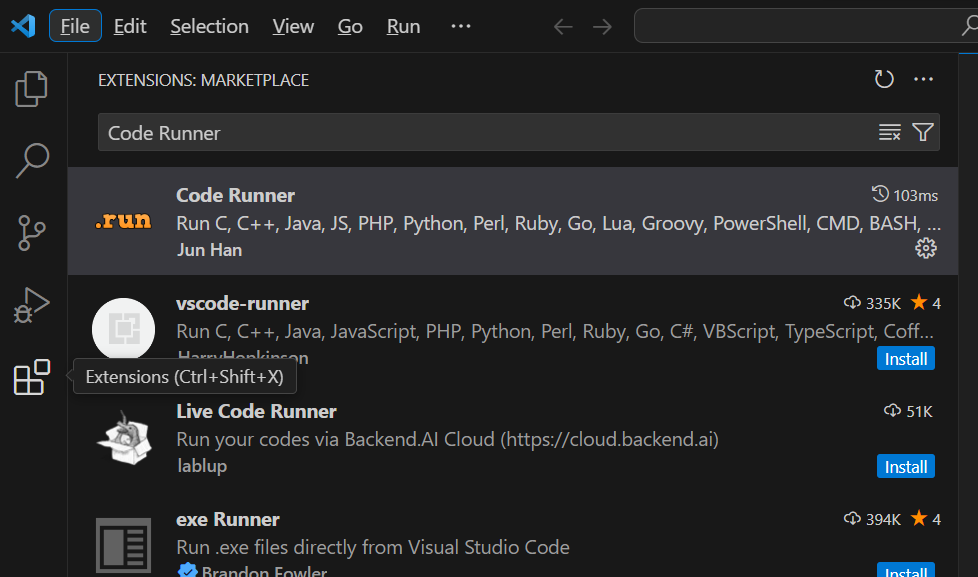 File Edit Selection View Go Run ···
EXTENSIONS: MARKETPLACE
Code Runner
Code Runner 103ms
.run
Run C, C++, Java, JS, PHP, Python, Perl, Ruby, Go, Lua, Groovy, PowerShell, CMD, BASH, ...
Jun Han
vscode-runner 335K 4
Run C, C++, Java, JavaScript, PHP, Python, Perl, Ruby, Go, C#, VBScript, TypeScript, Coff...
HarryHopkinson Install
Extensions (Ctrl+Shift+X)
Live Code Runner 51K
Run your codes via Backend.AI Cloud (https://cloud.backend.ai)
lablup Install
exe Runner 394K 4
Run .exe files directly from Visual Studio Code
Brandon Fowler Install